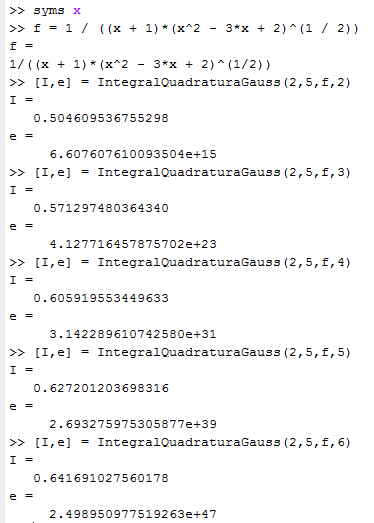 >> syms x
>> f = 1 / ((x + 1)*(x^2 - 3*x + 2)^(1 / 2))
f =
1/((x + 1)*(x^2 - 3*x + 2)^(1/2))
>> [I,e] = IntegralQuadraturaGauss(2,5,f,2)
I =
0.504609536755298
e =
6.607607610093504e+15
>> [I,e] = IntegralQuadraturaGauss(2,5,f,3)
I =
0.571297480364340
e =
4.127716457875702e+23
>> [I,e] = IntegralQuadraturaGauss(2,5,f,4)
I =
0.605919553449633
e =
3.142289610742580e+31
>> [I,e] = IntegralQuadraturaGauss(2,5,f,5)
I =
0.627201203698316
e =
2.693275975305877e+39
>> [I,e] = IntegralQuadraturaGauss(2,5,f,6)
I =
0.641691027560178
e =
2.498950977519263e+47